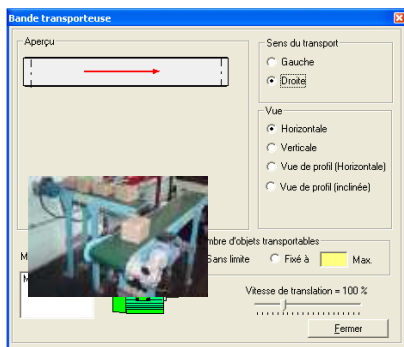 Bande transporteuse
Aperçu
Sens du transport
Gauche
Droite
Vue
Horizontale
Verticale
Vue de profil (Horizontale)
Vue de profil (inclinée)
d'objets transportables
Sans limite
Fixé à
Max.
Vitesse de translation = 100 %
Fermer